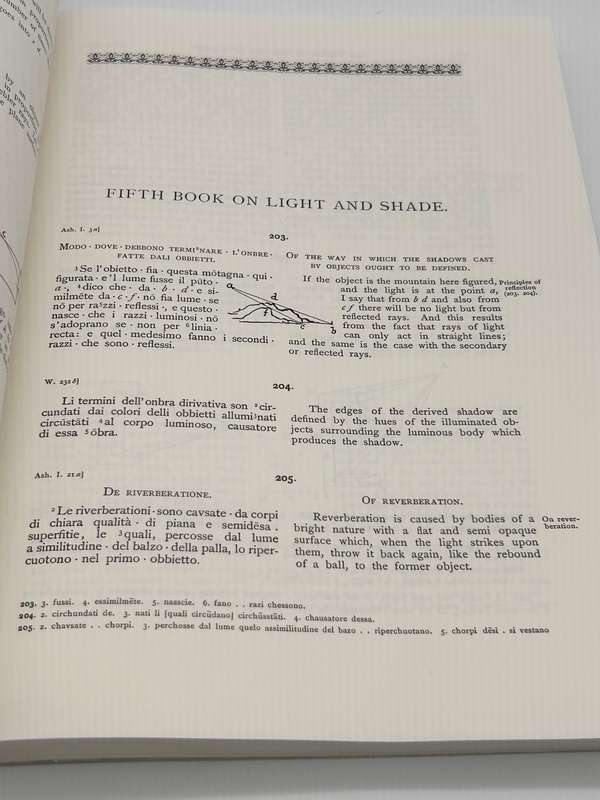 FIFTH BOOK ON LIGHT AND SHADE.
Ash. I. 3a]
203.
MODO · DOVE · DEBBONO TERMI²NARE · L'ONBRE ·
FATTE DALI OBBIETTI.
³Se l'obietto · fia · questa mōtagna · qui ·
figurata · e'l lume fusse il pūto ·
a ·, ⁴dico che · da · b · d · e si-
milmēte da · c · f · nō fia lume · se
nō per ra⁵zzi · reflessi ·, e questo ·
nasce · che i razzi · luminosi · nō
s'adoprano se · non per ⁶linia ·
recta: e quel · medesimo fanno i secondi ·
razzi · che sono · reflessi.
OF THE WAY IN WHICH THE SHADOWS CAST
BY OBJECTS OUGHT TO BE DEFINED.
If the object is the mountain here figured,
and the light is at the point a,
I say that from b d and also from
c f there will be no light but from
reflected rays. And this results
from the fact that rays of light
can only act in straight lines;
and the same is the case with the secondary
or reflected rays.
Principles of
reflection
(203. 204).
a
d
c
b
W. 232b]
204.
Li termini dell'onbra dirivativa son ²cir-
cundati dai colori delli obbietti allumi³nati
circūstāti ⁴al corpo luminoso, causatore
di essa ⁵ōbra.
The edges of the derived shadow are
defined by the hues of the illuminated ob-
jects surrounding the luminous body which
produces the shadow.
Ash. I. 21a]
205.
DE RIVERBERATIONE.
²Le riverberationi · sono cavsate · da corpi
di chiara qualità · di piana e semidēsa ·
superfitie, le ³quali, percosse dal lume
a similitudine · del balzo · della palla, lo riper-
cuotono · nel primo · obbietto.
OF REVERBERATION.
Reverberation is caused by bodies of a
bright nature with a flat and semi opaque
surface which, when the light strikes upon
them, throw it back again, like the rebound
of a ball, to the former object.
On rever-
beration.
203. 3. fussi. 4. essimilmēte. 5. nasscie. 6. fano . . razi chessono.
204. 2. circhundati de. 3. nati li [quali circūdano] circhūsstāti. 4. chausatore dessa.
205. 2. chavsate . . chorpi. 3. perchosse dal lume quelo assimilitudine del bazo . . riperchuotano. 5. chorpi dēsi . si vestano